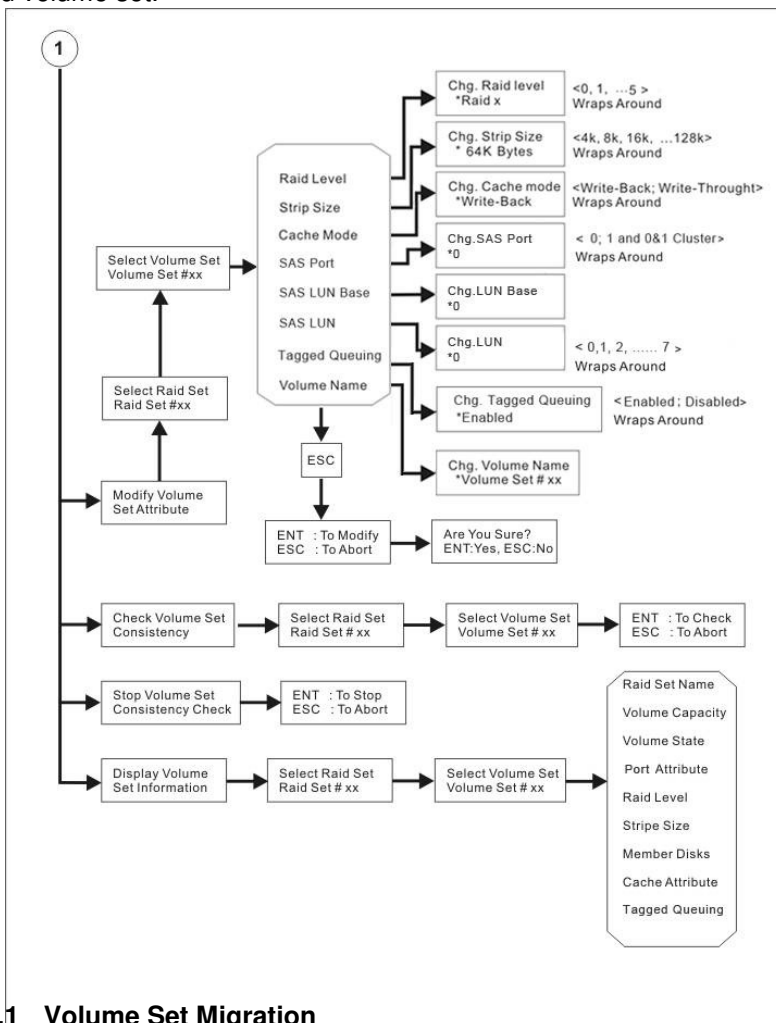 a volume set.
1
Chg. Raid level
*Raid x
<0, 1, ...5 >
Wraps Around
Chg. Strip Size
* 64K Bytes
<4k, 8k, 16k, ...128k>
Wraps Around
Chg. Cache mode
*Write-Back
<Write-Back; Write-Throught>
Wraps Around
Chg.SAS Port
*0
< 0; 1 and 0&1 Cluster>
Wraps Around
Chg.LUN Base
*0
Chg.LUN
*0
< 0,1, 2, ...... 7 >
Wraps Around
Chg. Tagged Queuing
*Enabled
<Enabled; Disabled>
Wraps Around
Chg. Volume Name
*Volume Set # xx
Raid Level
Strip Size
Cache Mode
SAS Port
SAS LUN Base
SAS LUN
Tagged Queuing
Volume Name
Select Volume Set
Volume Set #xx
Select Raid Set
Raid Set #xx
Modify Volume
Set Attribute
ESC
ENT : To Modify
ESC : To Abort
Are You Sure?
ENT:Yes, ESC:No
Check Volume Set
Consistency
Select Raid Set
Raid Set # xx
Select Volume Set
Volume Set # xx
ENT : To Check
ESC : To Abort
Stop Volume Set
Consistency Check
ENT : To Stop
ESC : To Abort
Display Volume
Set Information
Select Raid Set
Raid Set # xx
Select Volume Set
Volume Set # xx
Raid Set Name
Volume Capacity
Volume State
Port Attribute
Raid Level
Stripe Size
Member Disks
Cache Attribute
Tagged Queuing
.1 Volume Set Migration